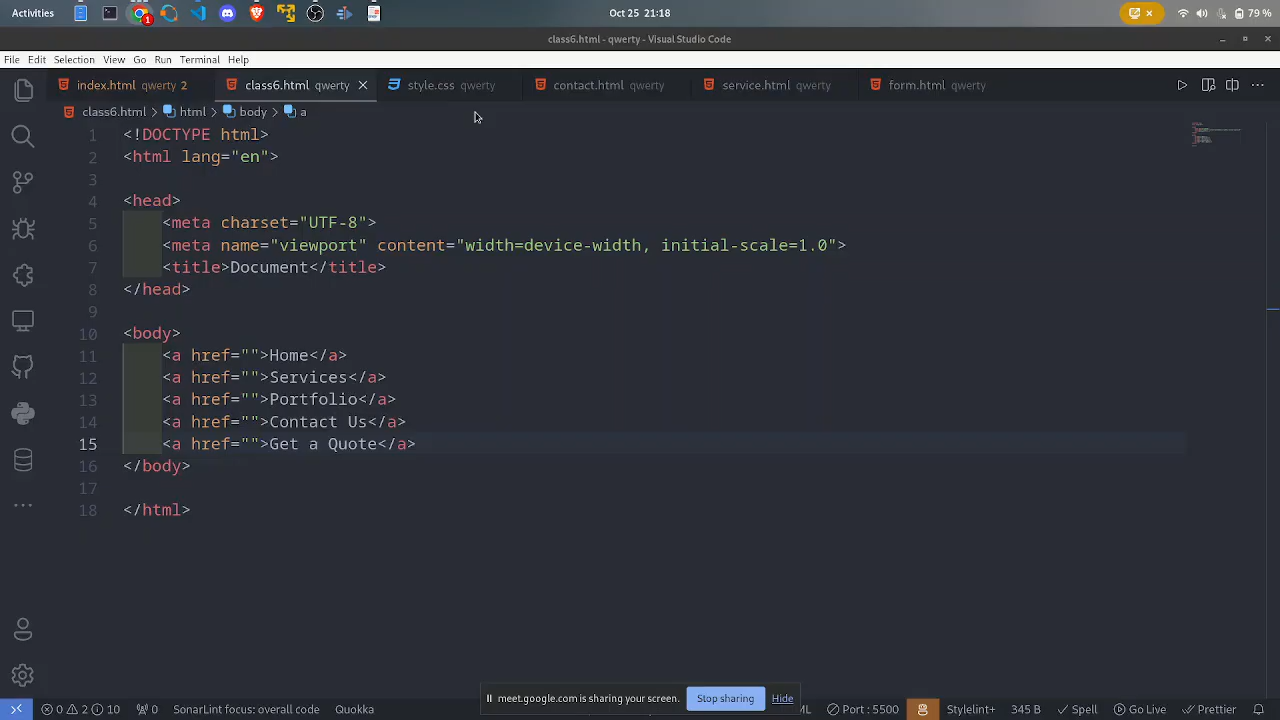 Activities
1
Oct 25 21:18
79 %
class6.html - qwerty - Visual Studio Code
File Edit Selection View Go Run Terminal Help
index.html qwerty 2
class6.html qwerty
style.css qwerty
contact.html qwerty
service.html qwerty
form.html qwerty
class6.html > html > body > a
1 <!DOCTYPE html>
2 <html lang="en">
3
4 <head>
5 <meta charset="UTF-8">
6 <meta name="viewport" content="width=device-width, initial-scale=1.0">
7 <title>Document</title>
8 </head>
9
10 <body>
11 <a href="">Home</a>
12 <a href="">Services</a>
13 <a href="">Portfolio</a>
14 <a href="">Contact Us</a>
15 <a href="">Get a Quote</a>
16 </body>
17
18 </html>
meet.google.com is sharing your screen. Stop sharing Hide
0 2 10 0 SonarLint focus: overall code Quokka ML Port : 5500 Stylelint+ 345 B Spell Go Live Prettier